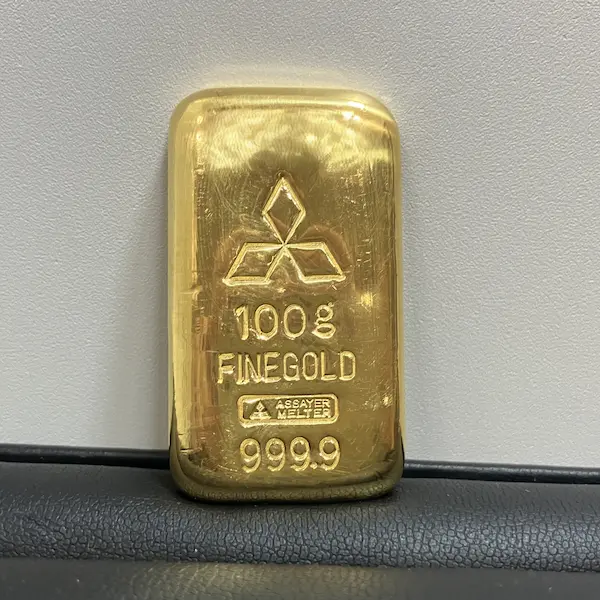 100g
FINEGOLD
ASSAYER
MELTER
999.9